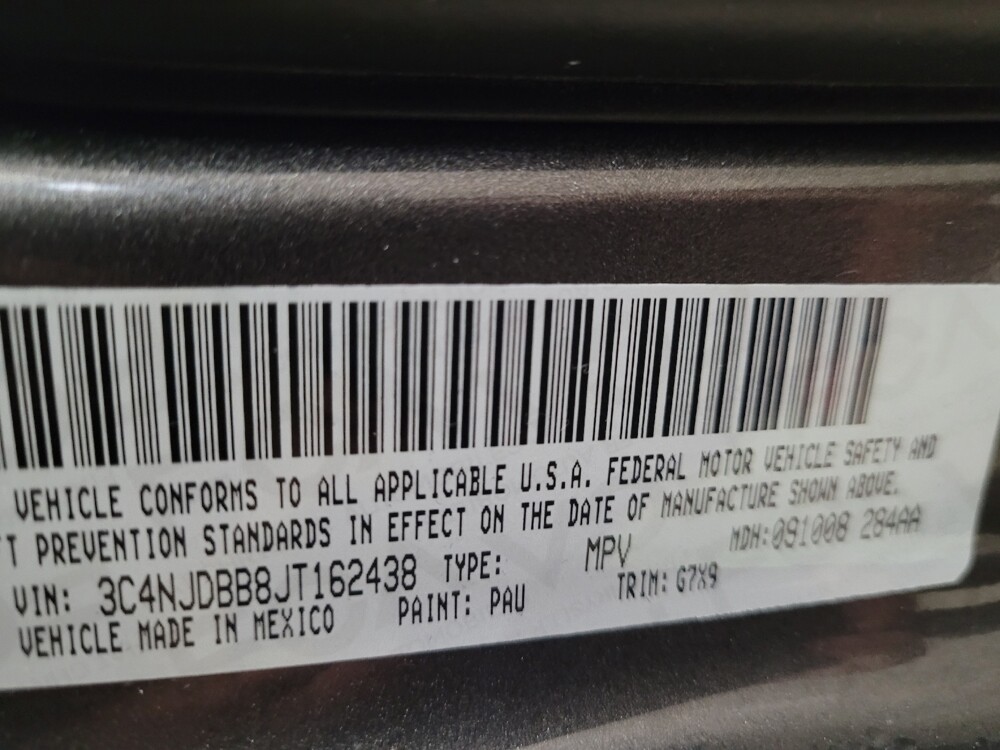 VEHICLE CONFORMS TO ALL APPLICABLE U.S.A. FEDERAL MOTOR VEHICLE SAFETY AND
T PREVENTION STANDARDS IN EFFECT ON THE DATE OF MANUFACTURE SHOWN ABOVE.
VIN: 3C4NJDBB8JT162438 TYPE: MPV MDH:091008 284AA
VEHICLE MADE IN MEXICO PAINT: PAU TRIM: G7X9